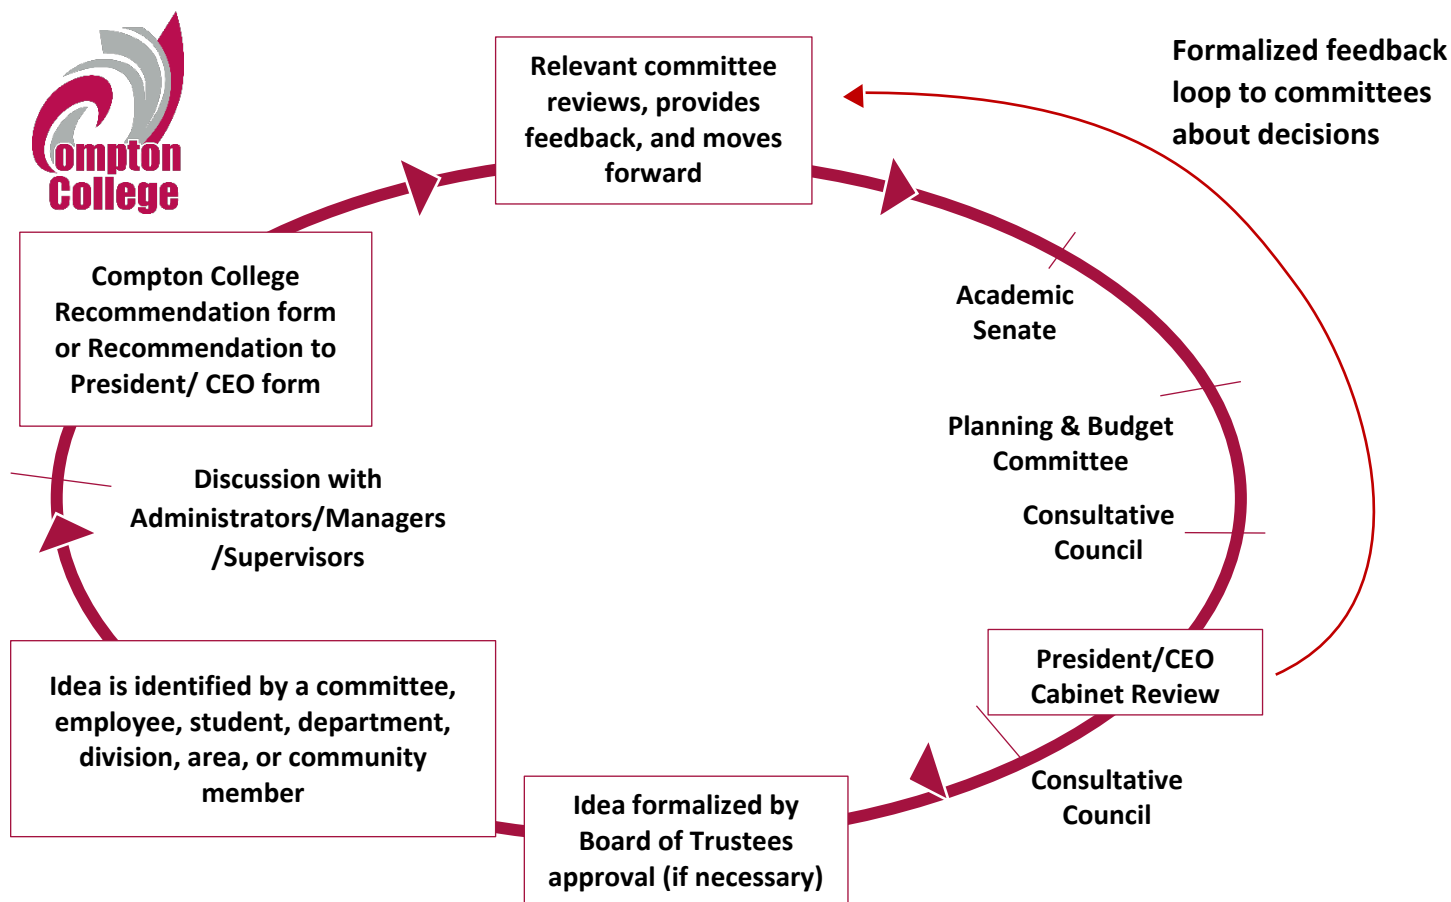 ompton
College
Relevant committee
reviews, provides
feedback, and moves
forward
Formalized feedback
loop to committees
about decisions
Compton College
Recommendation form
or Recommendation to
President/ CEO form
Academic
Senate
Planning & Budget
Committee
Discussion with
Administrators/Managers
/Supervisors
Consultative
Council
President/CEO
Cabinet Review
Idea is identified by a committee,
employee, student, department,
division, area, or community
member
Consultative
Council
Idea formalized by
Board of Trustees
approval (if necessary)